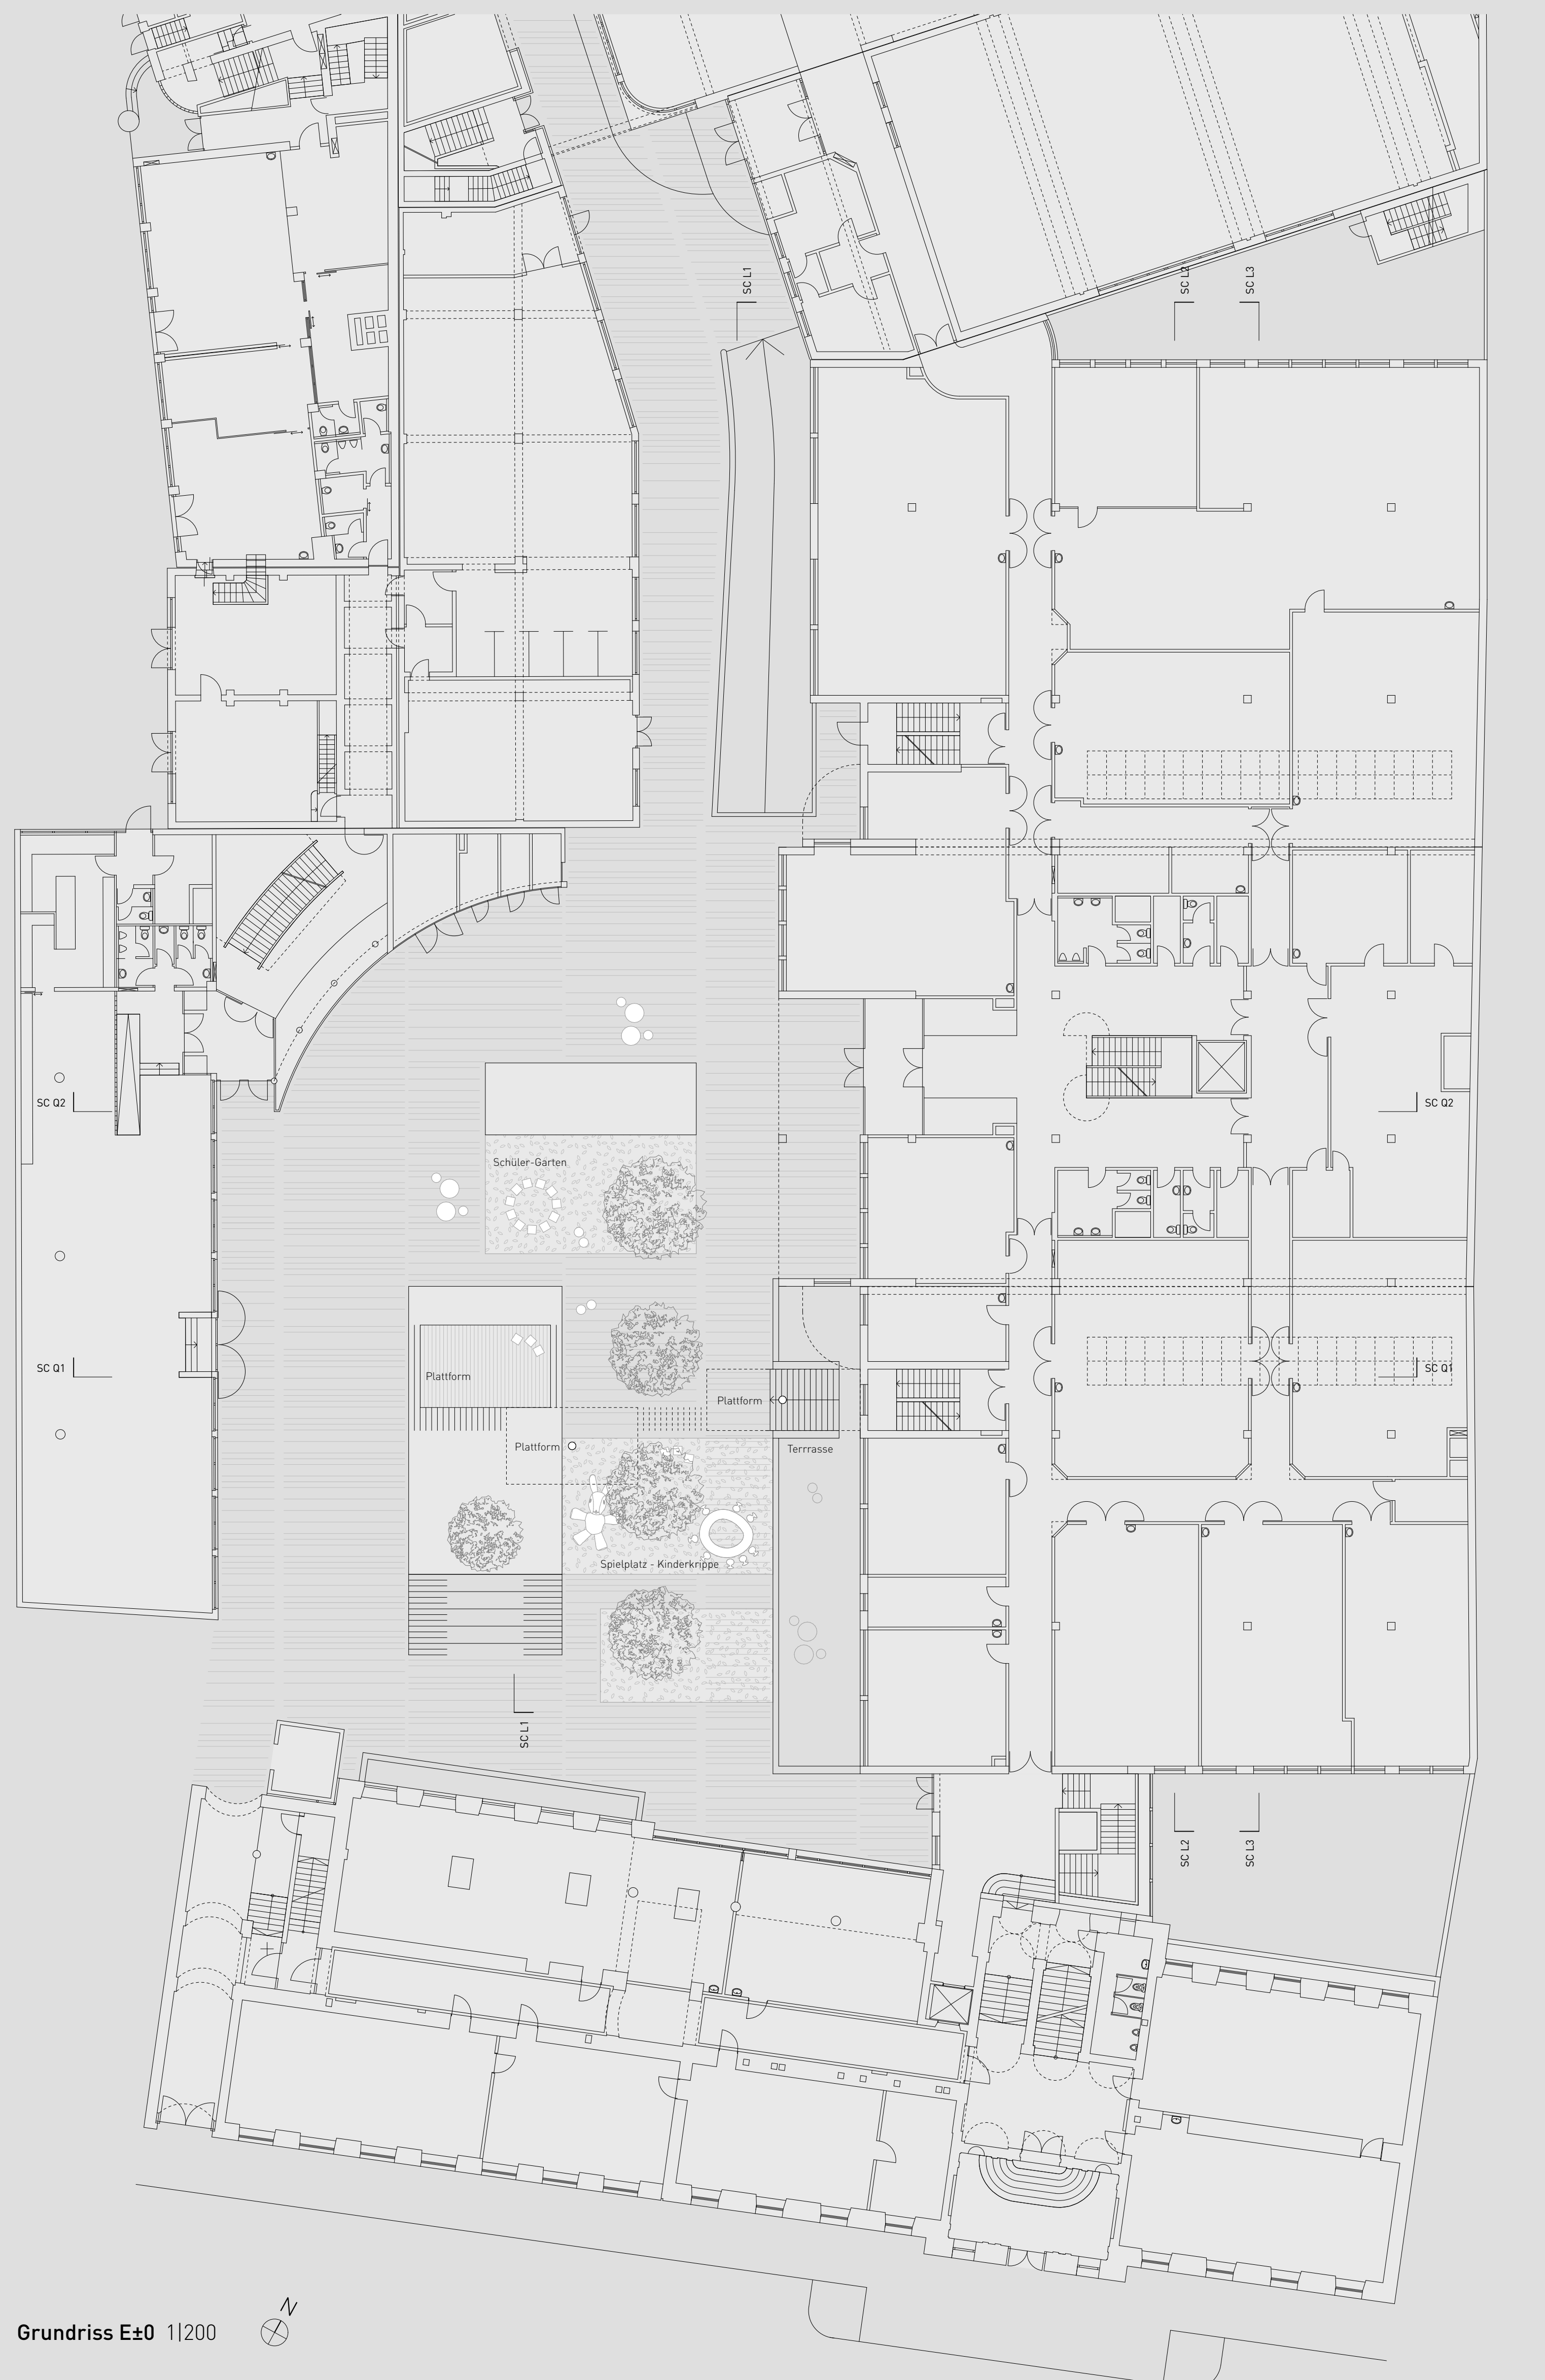 SC L1
SC L2
SC L3
SC Q2
SC Q2
Schüler-Garten
SC Q1
SC Q1
Plattform
Plattform
Plattform
Terrrasse
Spielplatz - Kinderkrippe
SC L1
SC L2
SC L3
N
Grundriss E±0 1|200